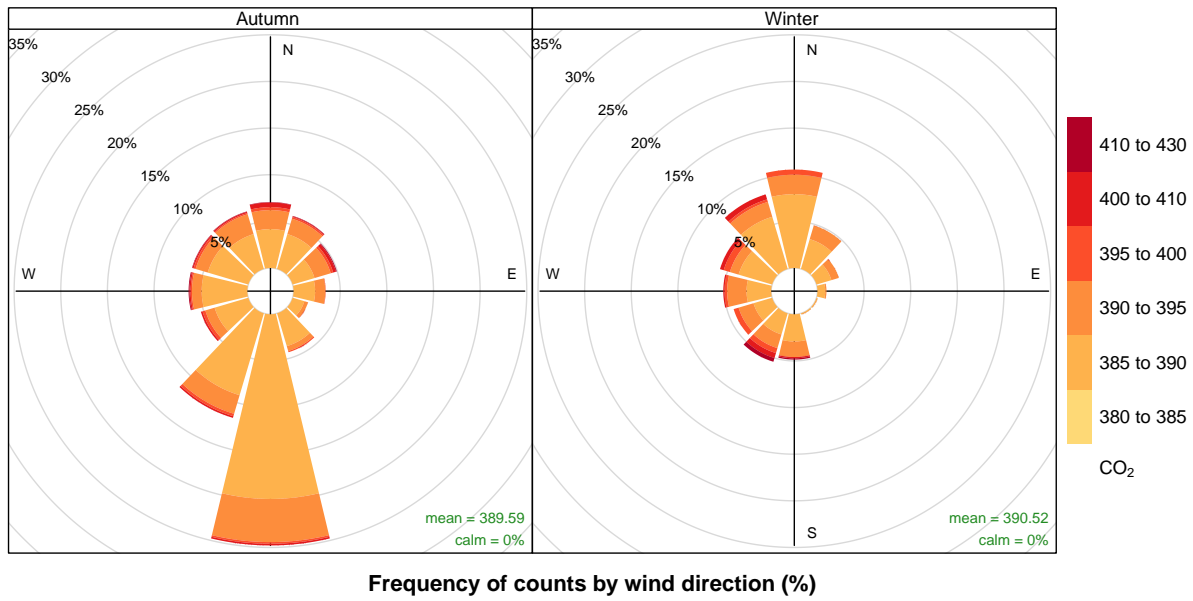 Autumn
Winter
35%
30%
25%
20%
15%
10%
5%
N
W
E
mean = 389.59
calm = 0%
35%
30%
25%
20%
15%
10%
5%
N
W
E
S
mean = 390.52
calm = 0%
410 to 430
400 to 410
395 to 400
390 to 395
385 to 390
380 to 385
CO₂
Frequency of counts by wind direction (%)